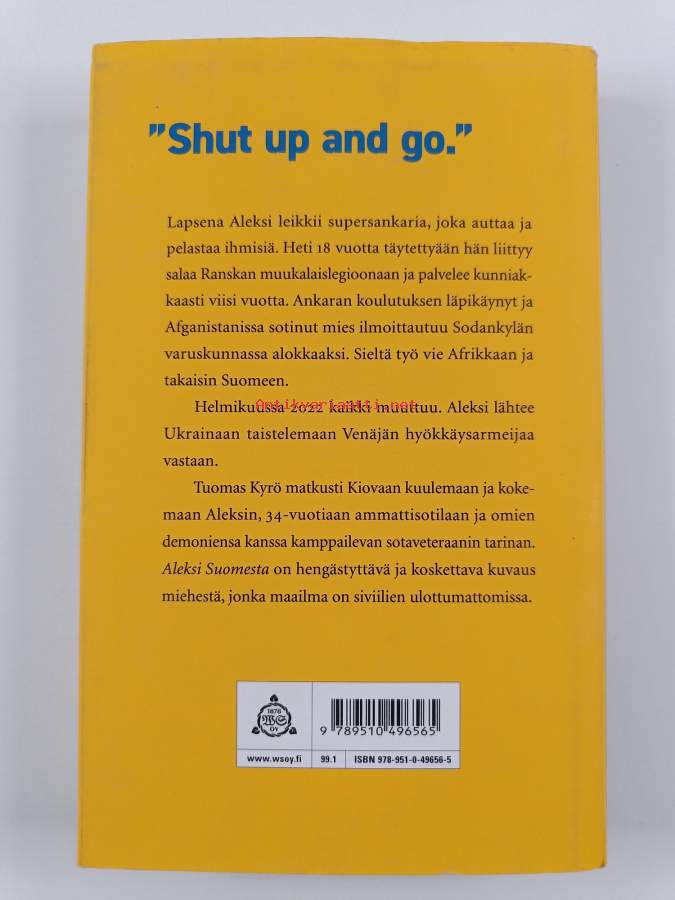 "Shut up and go."
Lapsena Aleksi leikkii supersankaria, joka auttaa ja
pelastaa ihmisiä. Heti 18 vuotta täytettyään hän liittyy
salaa Ranskan muukalaislegioonaan ja palvelee kunniak-
kaasti viisi vuotta. Ankaran koulutuksen läpikäynyt ja
Afganistanissa sotinut mies ilmoittautuu Sodankylän
varuskunnassa alokkaaksi. Sieltä työ vie Afrikkaan ja
takaisin Suomeen.
Antikvariaatti.net
Helmikuussa 2022 kaikki muuttuu. Aleksi lähtee
Ukrainaan taistelemaan Venäjän hyökkäysarmeijaa
vastaan.
Tuomas Kyrö matkusti Kiovaan kuulemaan ja koke-
maan Aleksin, 34-vuotiaan ammattisotilaan ja omien
demoniensa kanssa kamppailevan sotaveteraanin tarinan.
Aleksi Suomesta on hengästyttävä ja koskettava kuvaus
miehestä, jonka maailma on siviilien ulottumattomissa.
1878
WS
OY
9 789510 496565
www.wsoy.fi 99.1 ISBN 978-951-0-49656-5